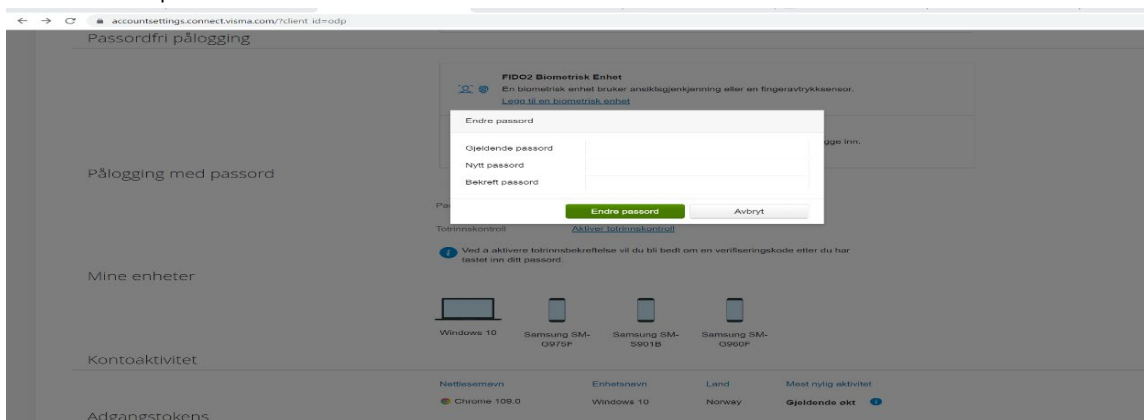 accountsettings.connect.visma.com/?client id=odp
Passordfri pålogging
FIDO2 Biometrisk Enhet
En biometrisk enhet bruker ansiktsgjenkjenning eller en fingeravtrykksensor.
Legg til en biometrisk enhet
Endre passord
gge inn.
Gjeldende passord
Nytt passord
Pålogging med passord
Bekreft passord
Pa
Endre passord Avbryt
Totrinnskontroll Aktiver totrinnskontroll
Ved å aktivere totrinnsbekreftelse vil du bli bedt om en verifiseringskode etter du har
tastet inn ditt passord.
Mine enheter
Windows 10 Samsung SM- Samsung SM- Samsung SM-
G975F S901B G960F
Kontoaktivitet
Nettlesernavn Enhetsnavn Land Mest nylig aktivitet
Chrome 109.0 Windows 10 Norway Gjeldende økt
Adgangstokens